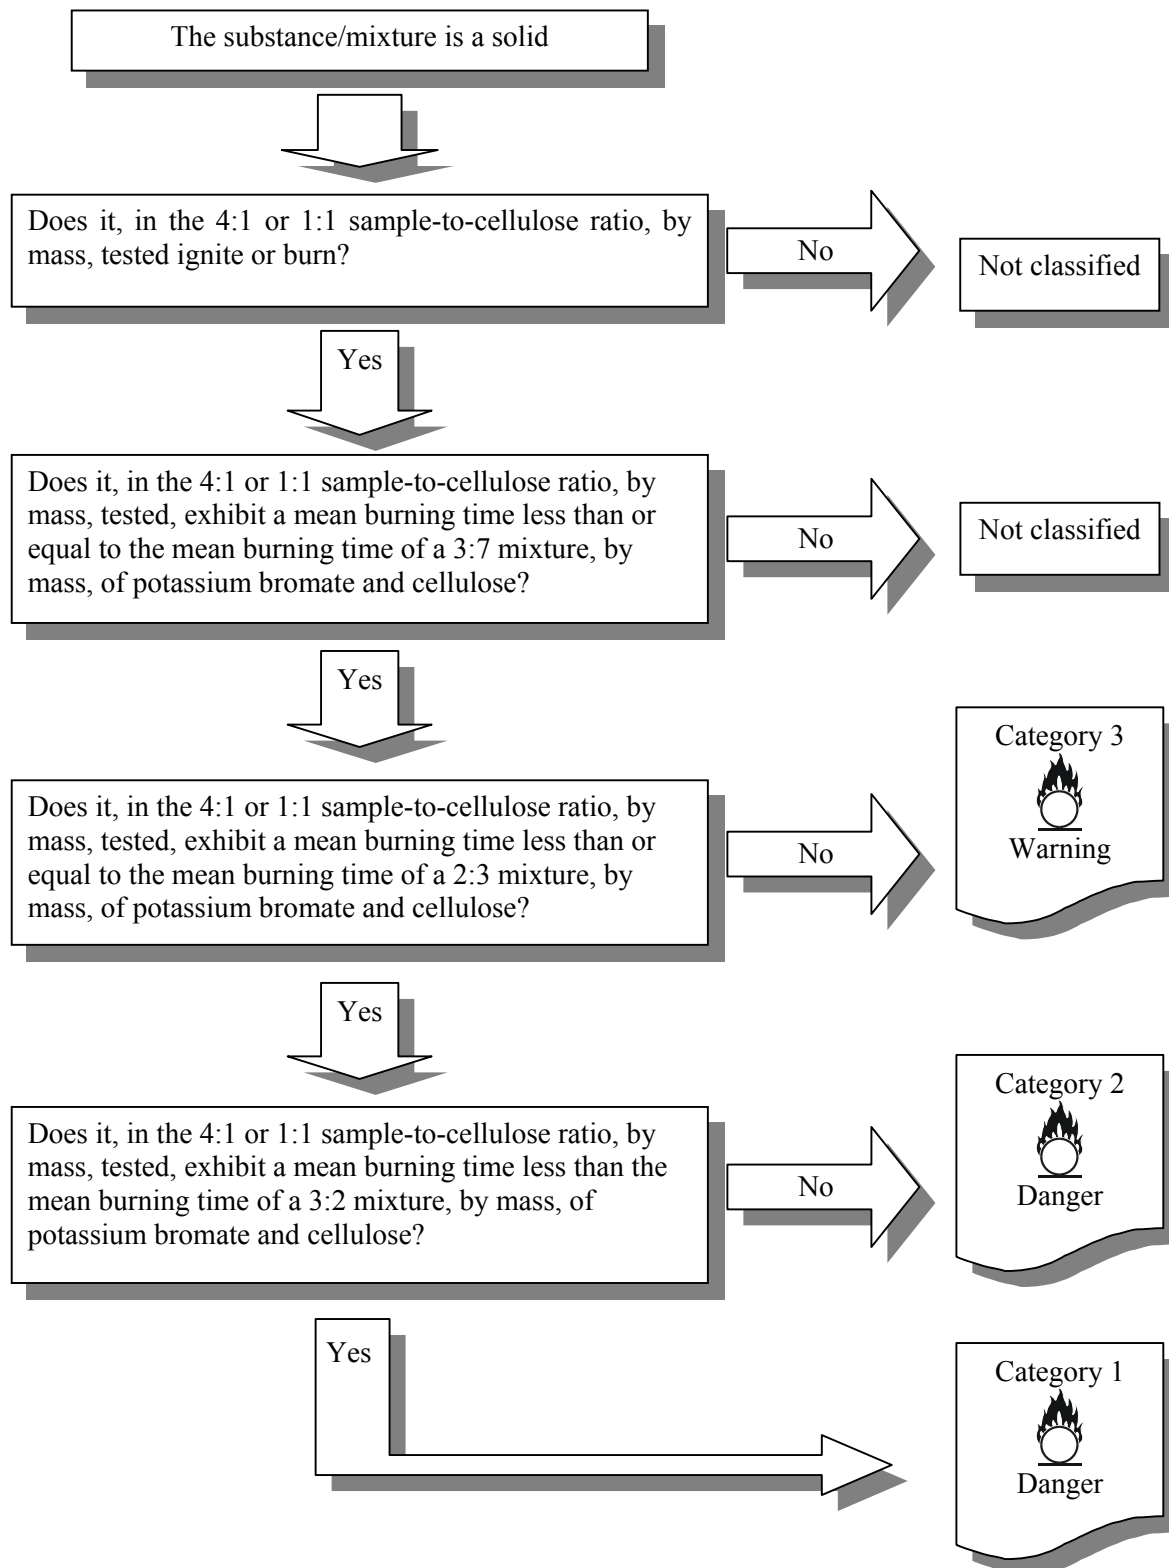 The substance/mixture is a solid
Does it, in the 4:1 or 1:1 sample-to-cellulose ratio, by
mass, tested ignite or burn?
No
Not classified
Yes
Does it, in the 4:1 or 1:1 sample-to-cellulose ratio, by
mass, tested, exhibit a mean burning time less than or
equal to the mean burning time of a 3:7 mixture, by
mass, of potassium bromate and cellulose?
No
Not classified
Yes
Does it, in the 4:1 or 1:1 sample-to-cellulose ratio, by
mass, tested, exhibit a mean burning time less than or
equal to the mean burning time of a 2:3 mixture, by
mass, of potassium bromate and cellulose?
No
Category 3
Warning
Yes
Does it, in the 4:1 or 1:1 sample-to-cellulose ratio, by
mass, tested, exhibit a mean burning time less than the
mean burning time of a 3:2 mixture, by mass, of
potassium bromate and cellulose?
No
Category 2
Danger
Yes
Category 1
Danger